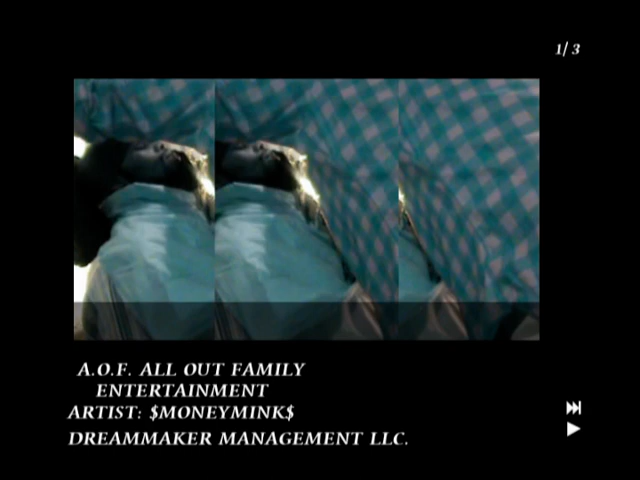 1/3
A.O.F. ALL OUT FAMILY
ENTERTAINMENT
ARTIST: $MONEYMINK$
DREAMMAKER MANAGEMENT LLC.